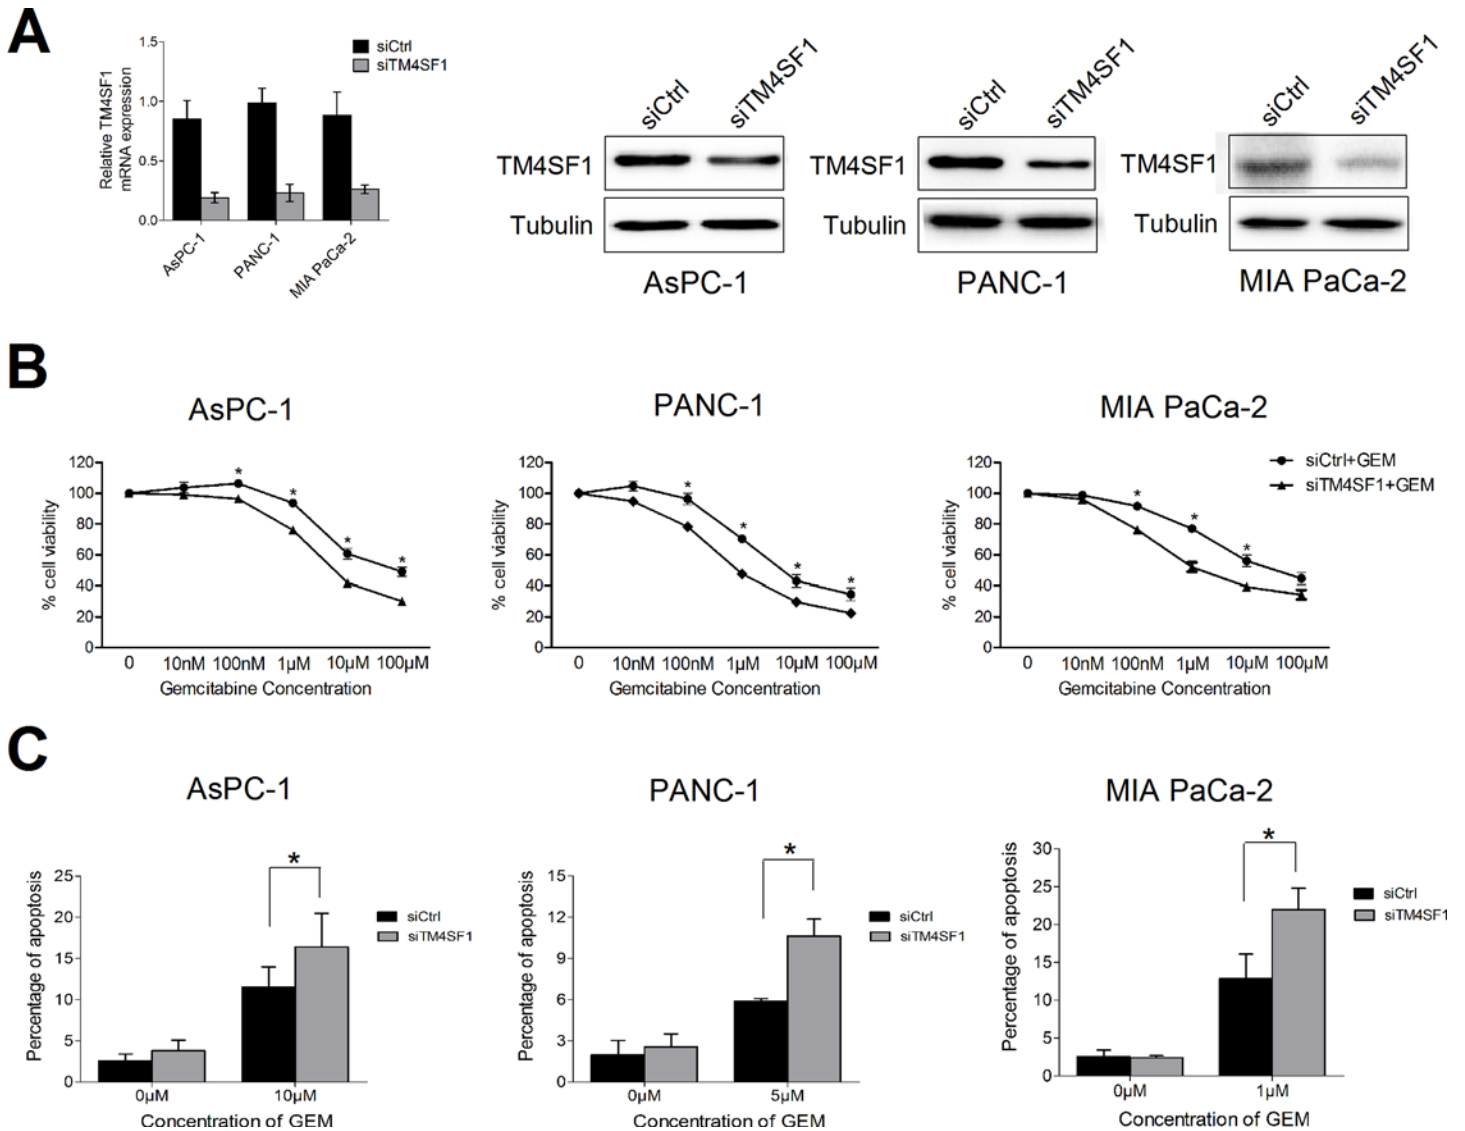 A
1.5
1.0
0.5
0.0
Relative TM4SF1
mRNA expression
siCtrl
siTM4SF1
AsPC-1
PANC-1
MIA PaCa-2
siCtrl
siTM4SF1
TM4SF1
Tubulin
AsPC-1
siCtrl
siTM4SF1
TM4SF1
Tubulin
PANC-1
siCtrl
siTM4SF1
TM4SF1
Tubulin
MIA PaCa-2
B
AsPC-1
% cell viability
120
100
80
60
40
20
0
* * * *
0 10nM 100nM 1µM 10µM 100µM
Gemcitabine Concentration
PANC-1
% cell viability
120
100
80
60
40
20
0
* * * *
0 10nM 100nM 1µM 10µM 100µM
Gemcitabine Concentration
MIA PaCa-2
% cell viability
120
100
80
60
40
20
0
* * *
0 10nM 100nM 1µM 10µM 100µM
Gemcitabine Concentration
siCtrl+GEM
siTM4SF1+GEM
C
AsPC-1
Percentage of apoptosis
25
20
15
10
5
0
*
siCtrl
siTM4SF1
0µM 10µM
Concentration of GEM
PANC-1
Percentage of apoptosis
15
12
9
6
3
0
*
siCtrl
siTM4SF1
0µM 5µM
Concentration of GEM
MIA PaCa-2
Percentage of apoptosis
30
25
20
15
10
5
0
*
siCtrl
siTM4SF1
0µM 1µM
Concentration of GEM